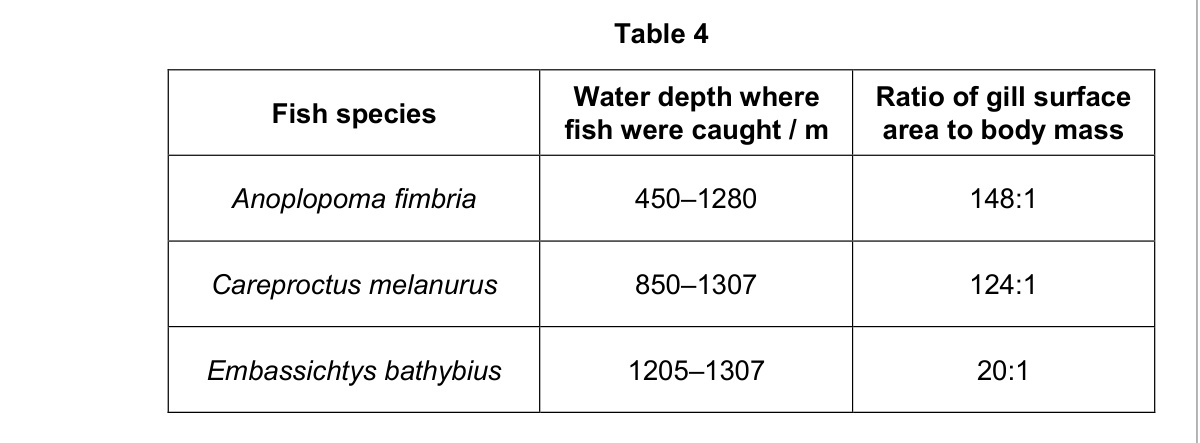 Table 4
Fish species
Water depth where
fish were caught / m
Ratio of gill surface
area to body mass
Anoplopoma fimbria
450–1280
148:1
Careproctus melanurus
850–1307
124:1
Embassichtys bathybius
1205–1307
20:1